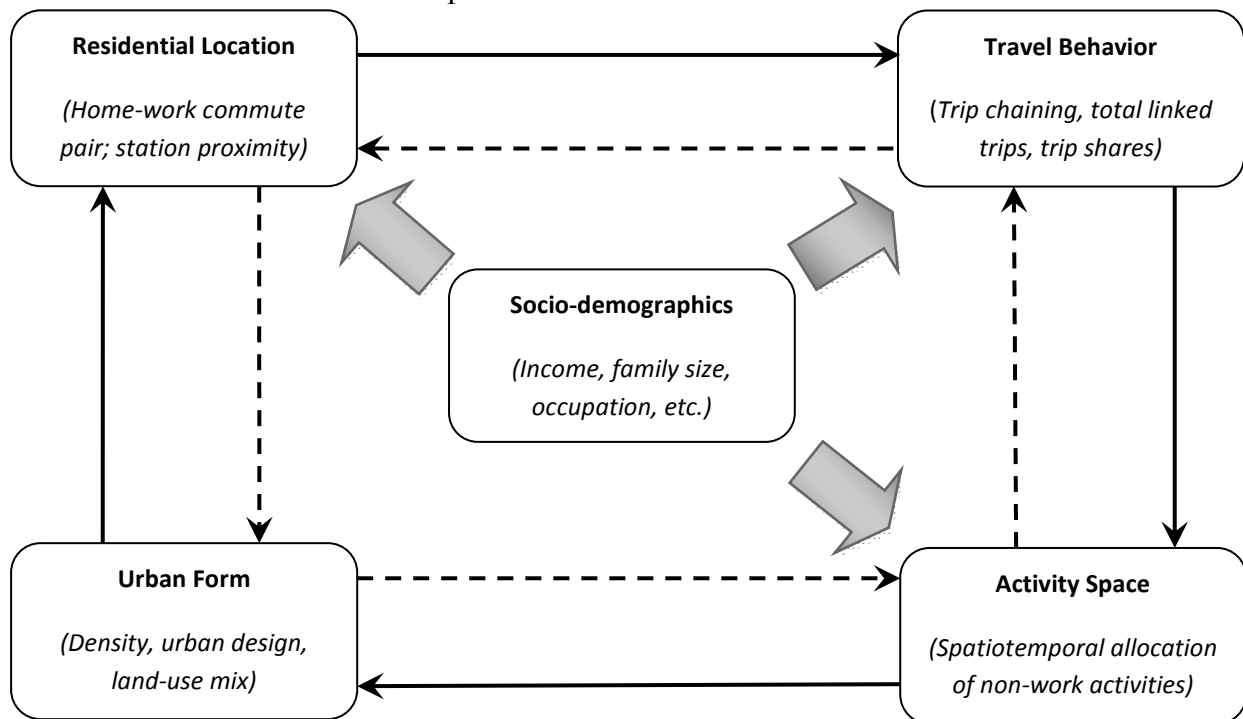 Residential Location
(Home-work commute
pair; station proximity)
Travel Behavior
(Trip chaining, total linked
trips, trip shares)
Socio-demographics
(Income, family size,
occupation, etc.)
Urban Form
(Density, urban design,
land-use mix)
Activity Space
(Spatiotemporal allocation
of non-work activities)